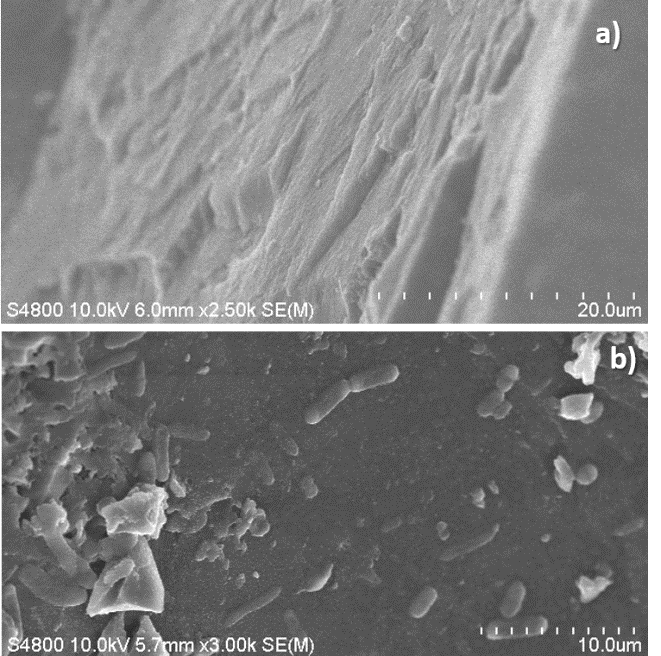 a)
S4800 10.0kV 6.0mm x2.50k SE(M)
20.0um
b)
S4800 10.0kV 5.7mm x3.00k SE(M)
10.0um